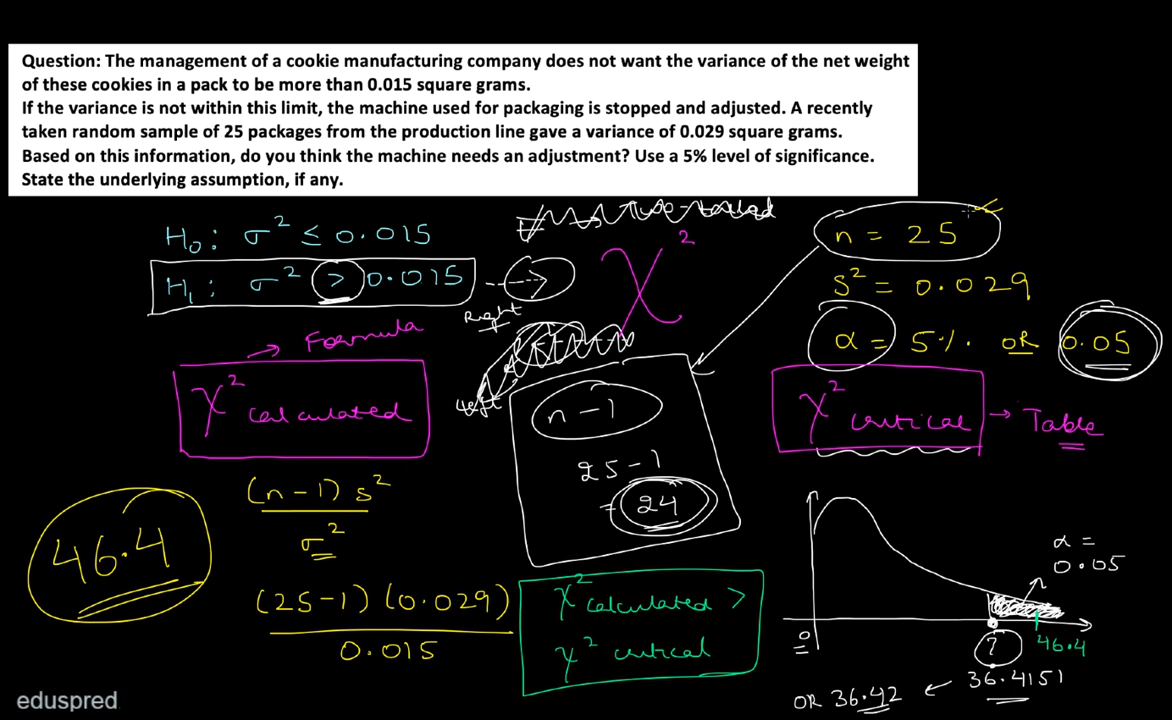 Question: The management of a cookie manufacturing company does not want the variance of the net weight
of these cookies in a pack to be more than 0.015 square grams.
If the variance is not within this limit, the machine used for packaging is stopped and adjusted. A recently
taken random sample of 25 packages from the production line gave a variance of 0.029 square grams.
Based on this information, do you think the machine needs an adjustment? Use a 5% level of significance.
State the underlying assumption, if any.
Two-tailed
H₀: σ² ≤ 0.015
H₁: σ² > 0.015
Right
χ²
n = 25
s² = 0.029
α = 5% OR 0.05
→ Formula
χ² calculated
Left
n-1
25-1
= 24
χ² critical → Table
(n-1) s²
σ²
46.4
(25-1) (0.029)
0.015
χ² calculated >
χ² critical
α =
0.05
0
?
46.4
36.4151
OR 36.42 ←
eduspred